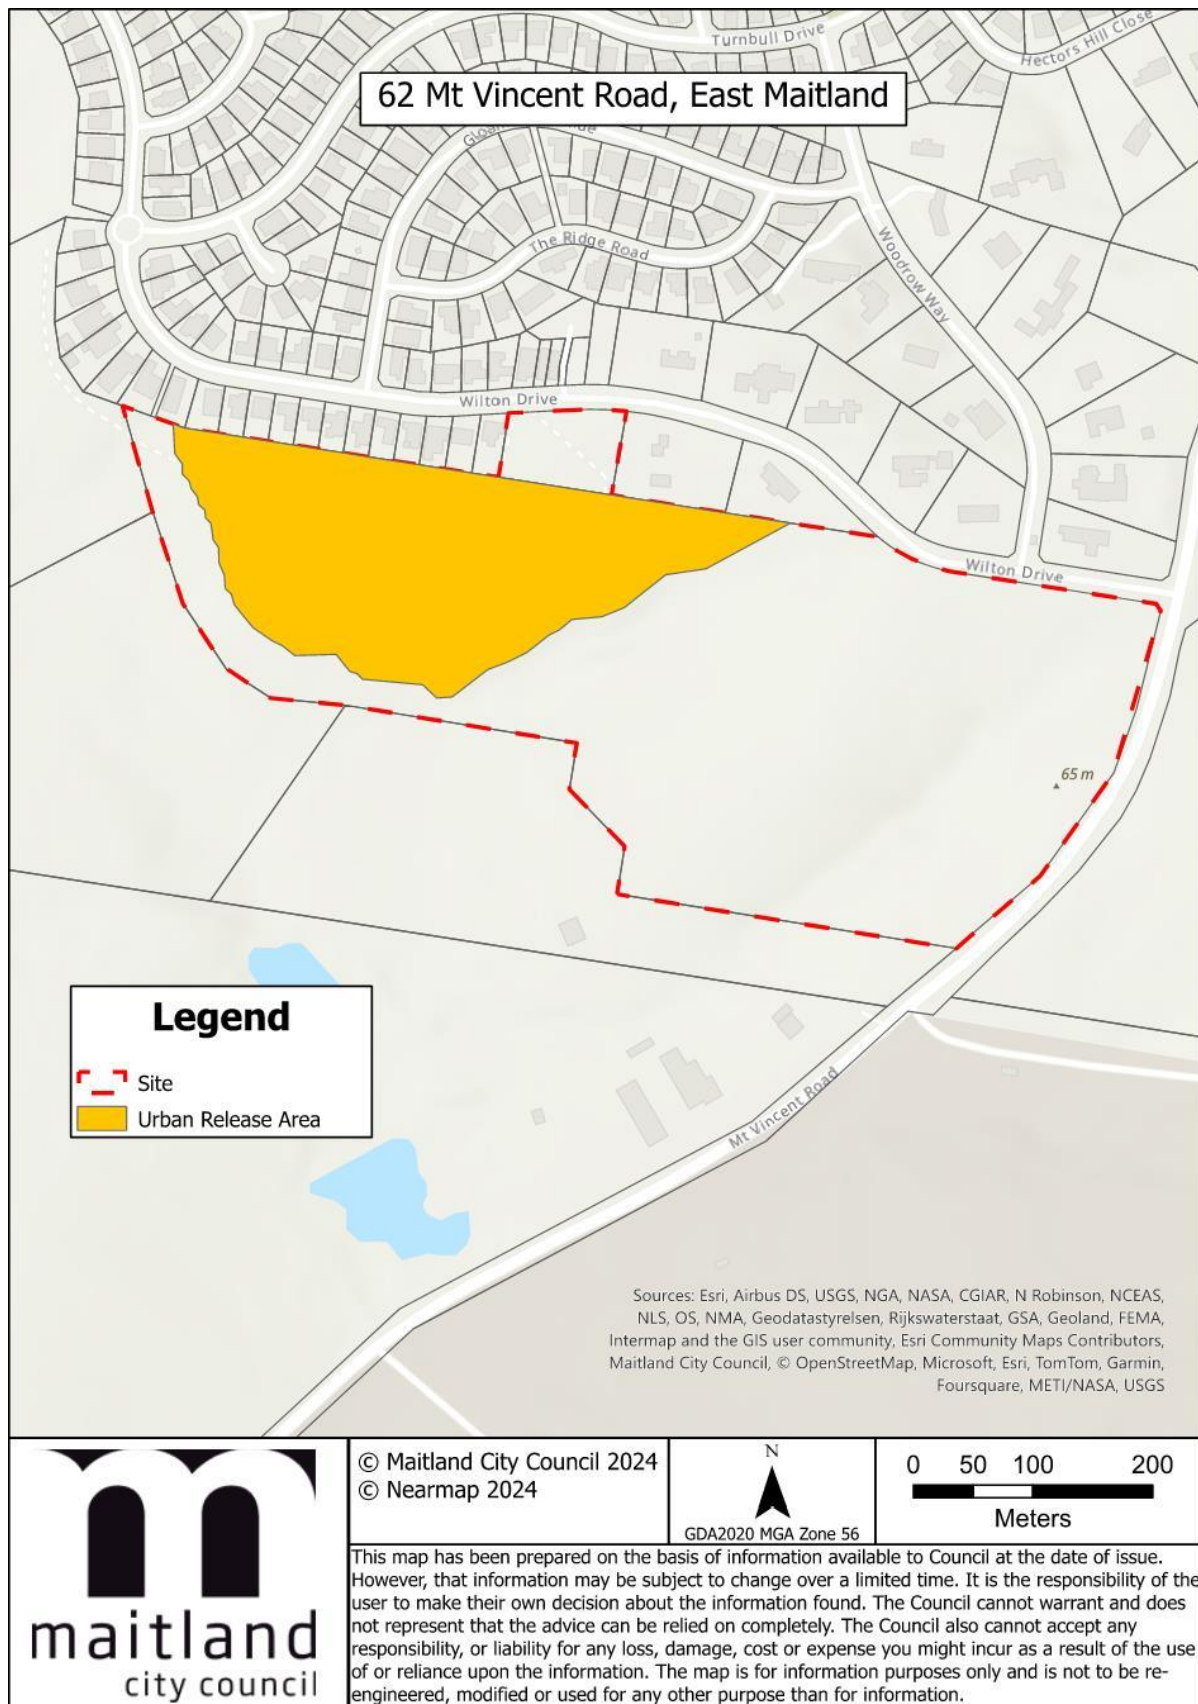 Turnbull Drive
Hectors Hill Close
62 Mt Vincent Road, East Maitland
The Ridge Road
Woodrow Way
Wilton Drive
Wilton Drive
65 m
Legend
Site
Urban Release Area
Mt Vincent Road
Sources: Esri, Airbus DS, USGS, NGA, NASA, CGIAR, N Robinson, NCEAS,
NLS, OS, NMA, Geodatastyrelsen, Rijkswaterstaat, GSA, Geoland, FEMA,
Intermap and the GIS user community, Esri Community Maps Contributors,
Maitland City Council, © OpenStreetMap, Microsoft, Esri, TomTom, Garmin,
Foursquare, METI/NASA, USGS
maitland
city council
© Maitland City Council 2024
© Nearmap 2024
N
GDA2020 MGA Zone 56
0 50 100 200
Meters
This map has been prepared on the basis of information available to Council at the date of issue.
However, that information may be subject to change over a limited time. It is the responsibility of the
user to make their own decision about the information found. The Council cannot warrant and does
not represent that the advice can be relied on completely. The Council also cannot accept any
responsibility, or liability for any loss, damage, cost or expense you might incur as a result of the use
of or reliance upon the information. The map is for information purposes only and is not to be re-
engineered, modified or used for any other purpose than for information.